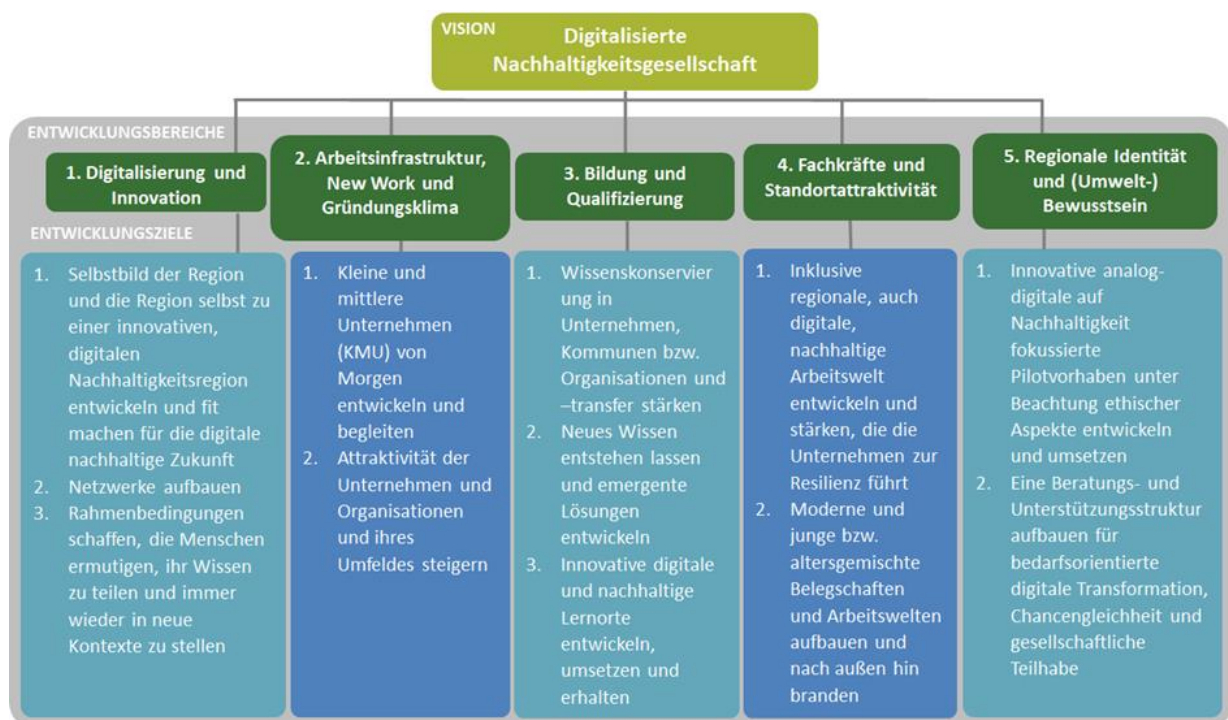 VISION
Digitalisierte
Nachhaltigkeitsgesellschaft
ENTWICKLUNGSBEREICHE
1. Digitalisierung und
Innovation
2. Arbeitsinfrastruktur,
New Work und
Gründungsklima
3. Bildung und
Qualifizierung
4. Fachkräfte und
Standortattraktivität
5. Regionale Identität
und (Umwelt-)
Bewusstsein
ENTWICKLUNGSZIELE
1. Selbstbild der Region
und die Region selbst zu
einer innovativen,
digitalen
Nachhaltigkeitsregion
entwickeln und fit
machen für die digitale
nachhaltige Zukunft
2. Netzwerke aufbauen
3. Rahmenbedingungen
schaffen, die Menschen
ermutigen, ihr Wissen
zu teilen und immer
wieder in neue
Kontexte zu stellen
1. Kleine und
mittlere
Unternehmen
(KMU) von
Morgen
entwickeln und
begleiten
2. Attraktivität der
Unternehmen und
Organisationen
und ihres
Umfeldes steigern
1. Wissenskonservier
ung in
Unternehmen,
Kommunen bzw.
Organisationen und
–transfer stärken
2. Neues Wissen
entstehen lassen
und emergente
Lösungen
entwickeln
3. Innovative digitale
und nachhaltige
Lernorte
entwickeln,
umsetzen und
erhalten
1. Inklusive
regionale, auch
digitale,
nachhaltige
Arbeitswelt
entwickeln und
stärken, die die
Unternehmen zur
Resilienz führt
2. Moderne und
junge bzw.
altersgemischte
Belegschaften
und Arbeitswelten
aufbauen und
nach außen hin
branden
1. Innovative analog-
digitale auf
Nachhaltigkeit
fokussierte
Pilotvorhaben unter
Beachtung ethischer
Aspekte entwickeln
und umsetzen
2. Eine Beratungs- und
Unterstützungsstruktur
aufbauen für
bedarfsorientierte
digitale Transformation,
Chancengleichheit und
gesellschaftliche
Teilhabe